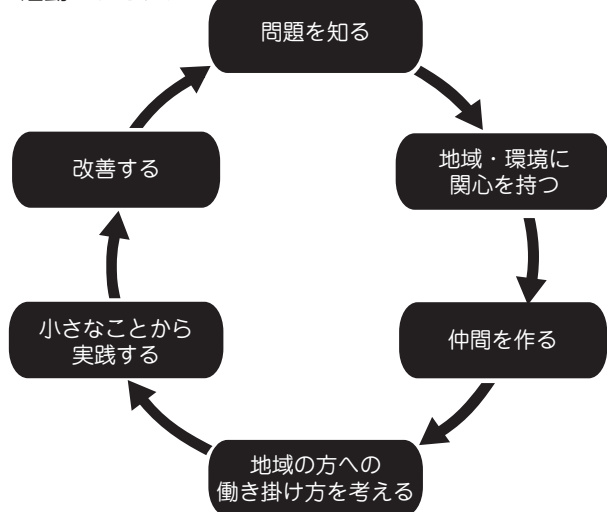 問題を知る
地域・環境に
関心を持つ
仲間を作る
地域の方への
働き掛け方を考える
小さなことから
実践する
改善する